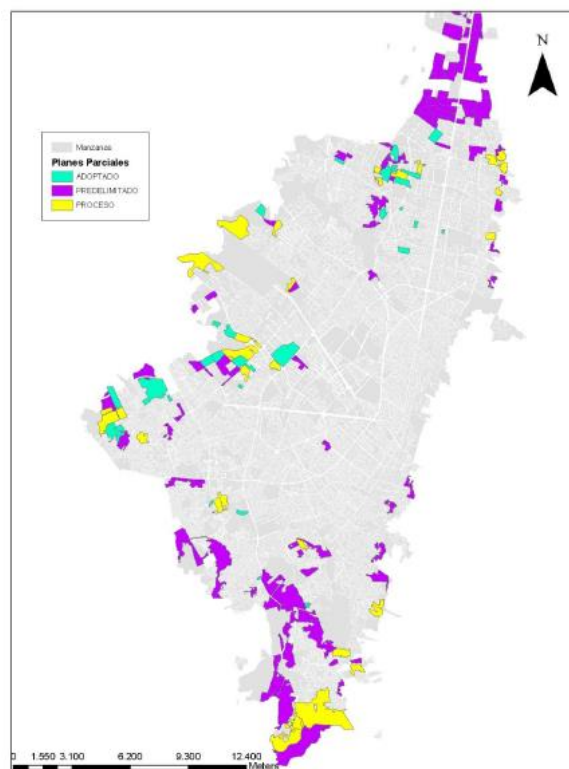 N
Manzanas
Planes Parciales
ADOPTADO
PREDELIMITADO
PROCESO
0 1.550 3.100 6.200 9.300 12.400
Meters